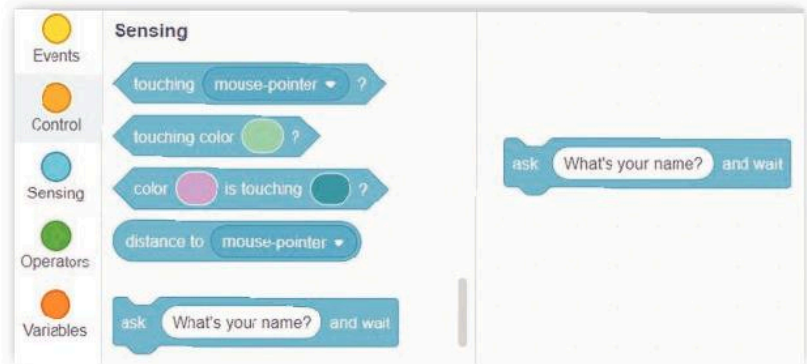 Events
Control
Sensing
Operators
Variables
Sensing
touching mouse-pointer ?
touching color ?
color is touching ?
distance to mouse-pointer
ask What's your name? and wait
ask What's your name? and wait